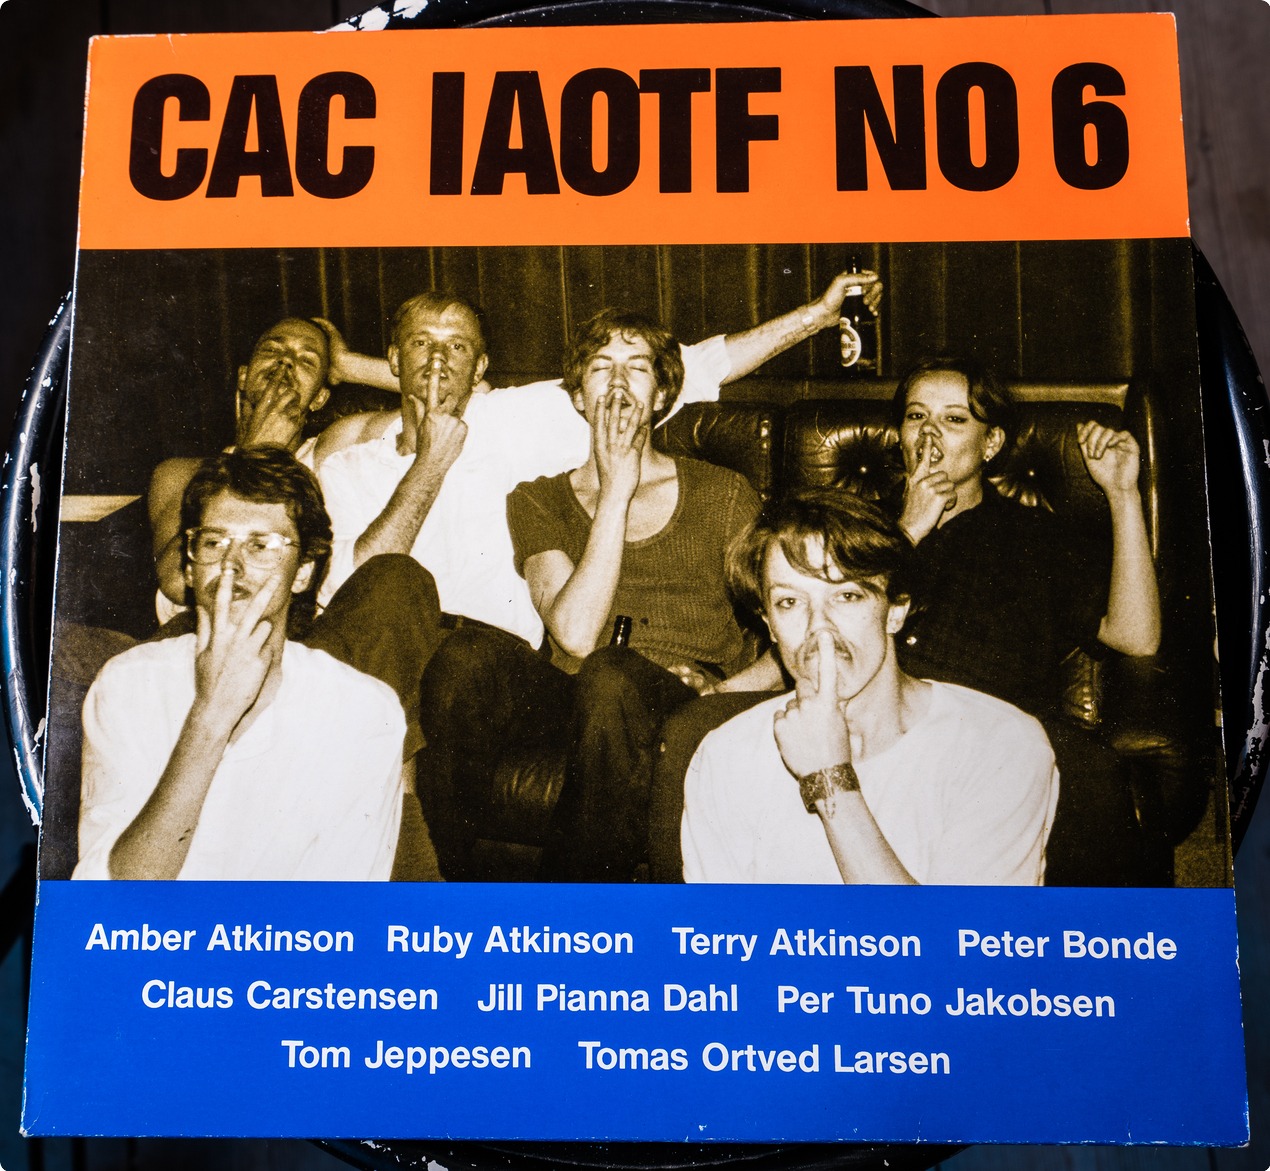 CAC IAOTF NO 6
Amber Atkinson Ruby Atkinson Terry Atkinson Peter Bonde
Claus Carstensen Jill Pianna Dahl Per Tuno Jakobsen
Tom Jeppesen Tomas Ortved Larsen